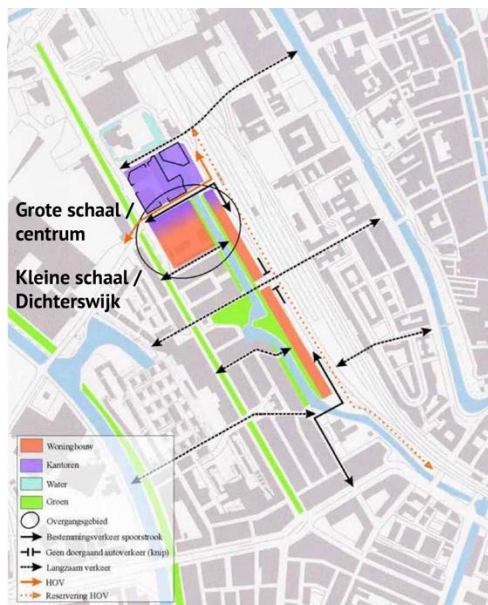 Grote schaal /
centrum
Kleine schaal /
Dichterswijk
Woningbouw
Kantoren
Water
Groen
Overgangsgebied
Bestemmingsverkeer spoorstrook
Geen doorgaand autoverkeer (knip)
Langzaam verkeer
HOV
Reservering HOV